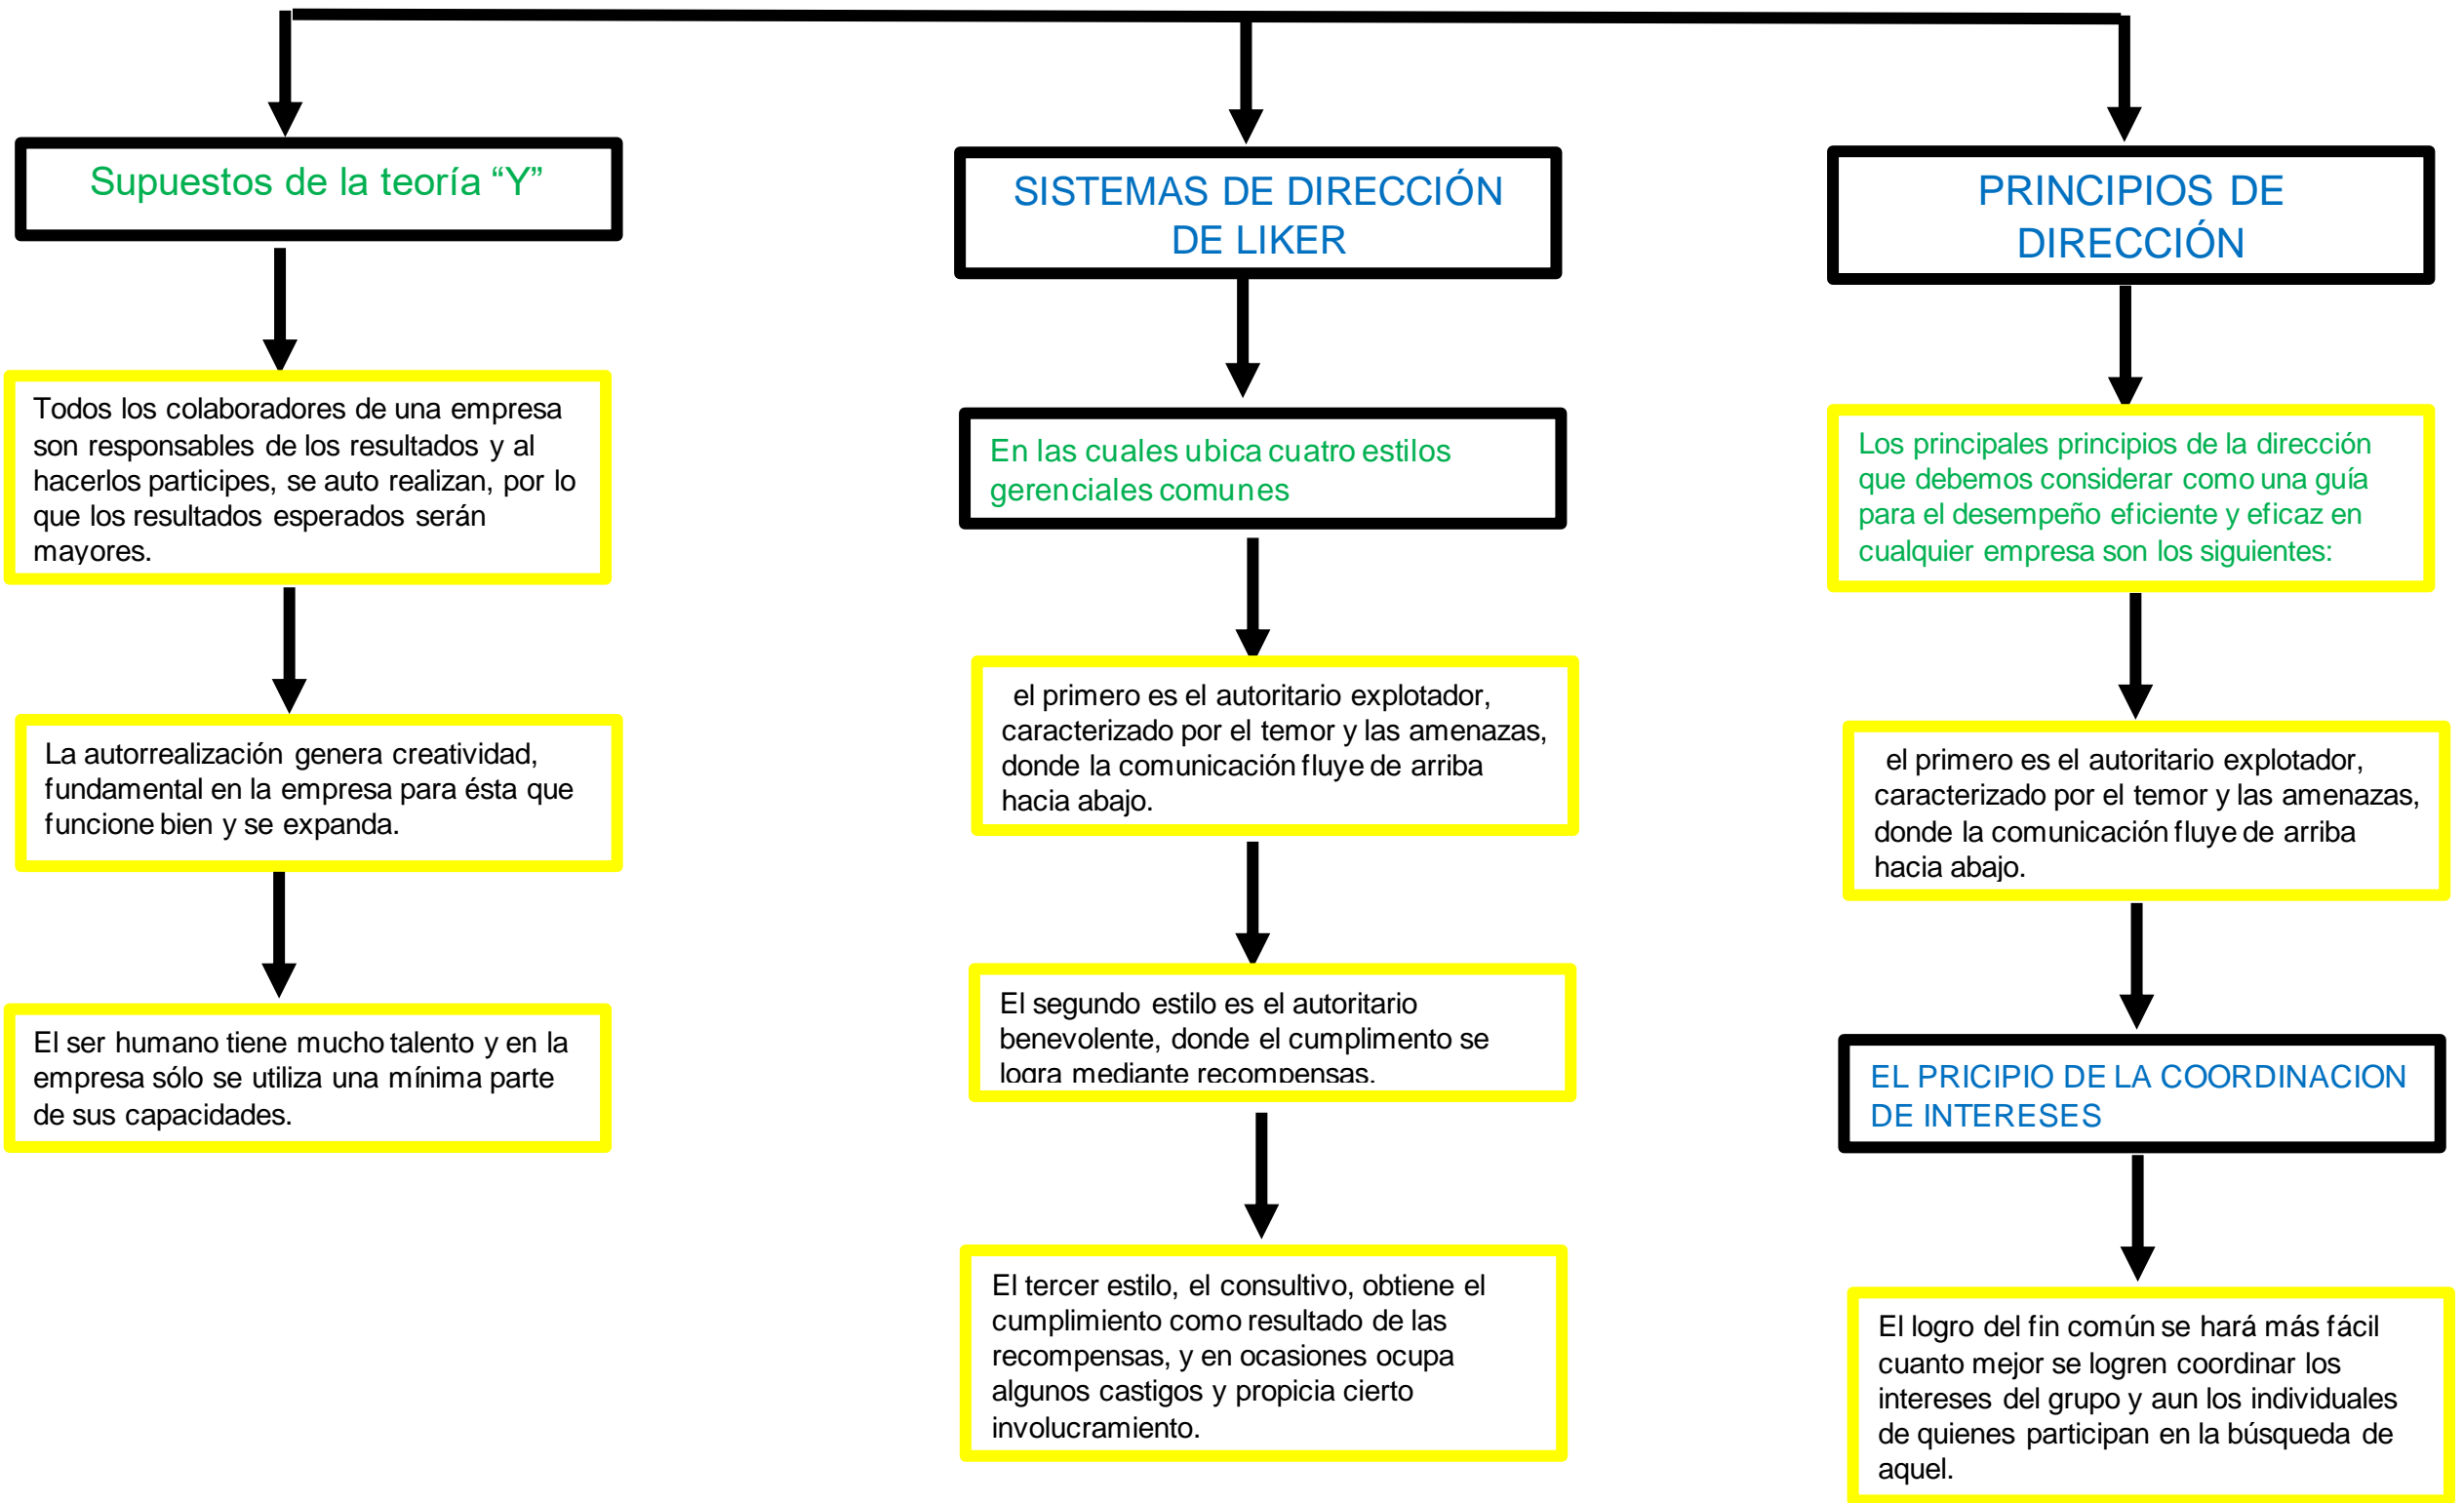 Supuestos de la teoría “Y”
Todos los colaboradores de una empresa
son responsables de los resultados y al
hacerlos participes, se auto realizan, por lo
que los resultados esperados serán
mayores.
La autorrealización genera creatividad,
fundamental en la empresa para ésta que
funcione bien y se expanda.
El ser humano tiene mucho talento y en la
empresa sólo se utiliza una mínima parte
de sus capacidades.
SISTEMAS DE DIRECCIÓN
DE LIKER
En las cuales ubica cuatro estilos
gerenciales comunes
el primero es el autoritario explotador,
caracterizado por el temor y las amenazas,
donde la comunicación fluye de arriba
hacia abajo.
El segundo estilo es el autoritario
benevolente, donde el cumplimento se
logra mediante recompensas.
El tercer estilo, el consultivo, obtiene el
cumplimiento como resultado de las
recompensas, y en ocasiones ocupa
algunos castigos y propicia cierto
involucramiento.
PRINCIPIOS DE
DIRECCIÓN
Los principales principios de la dirección
que debemos considerar como una guía
para el desempeño eficiente y eficaz en
cualquier empresa son los siguientes:
el primero es el autoritario explotador,
caracterizado por el temor y las amenazas,
donde la comunicación fluye de arriba
hacia abajo.
EL PRICIPIO DE LA COORDINACION
DE INTERESES
El logro del fin común se hará más fácil
cuanto mejor se logren coordinar los
intereses del grupo y aun los individuales
de quienes participan en la búsqueda de
aquel.